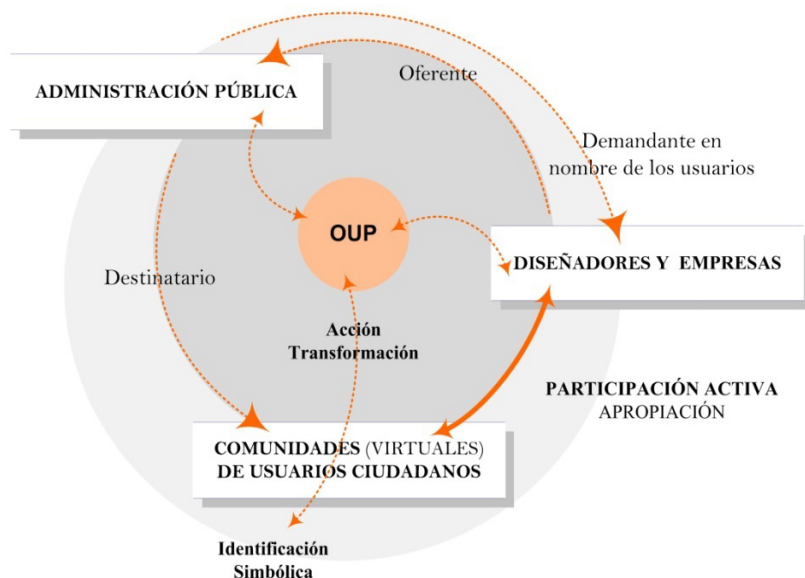 Oferente
ADMINISTRACIÓN PÚBLICA
Demandante en
nombre de los usuarios
OUP
DISEÑADORES Y EMPRESAS
Destinatario
Acción
Transformación
PARTICIPACIÓN ACTIVA
APROPIACIÓN
COMUNIDADES (VIRTUALES)
DE USUARIOS CIUDADANOS
Identificación
Simbólica